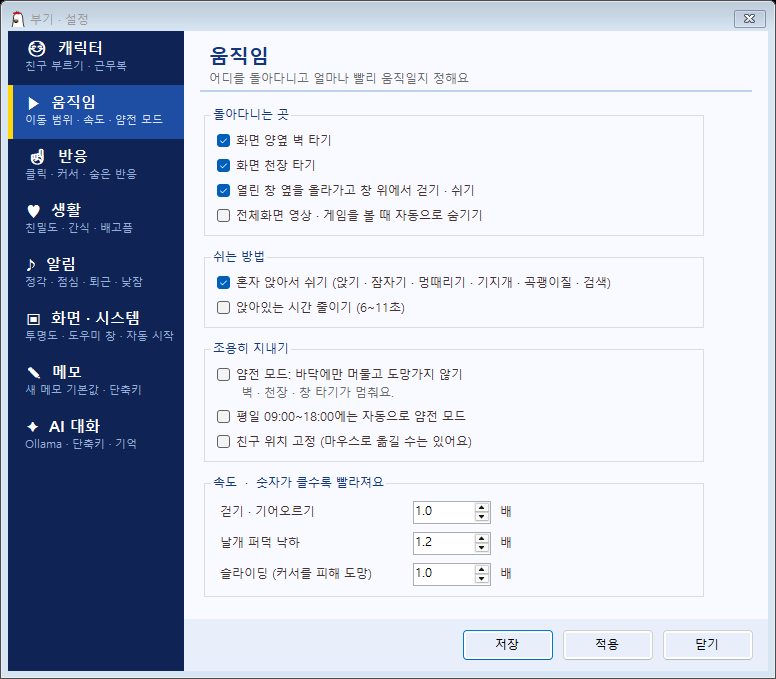 부기 · 설정
캐릭터
친구 부르기 · 근무복
움직임
이동 범위 · 속도 · 얌전 모드
반응
클릭 · 커서 · 숨은 반응
생활
친밀도 · 간식 · 배고픔
알림
정각 · 점심 · 퇴근 · 낮잠
화면 · 시스템
투명도 · 도우미 창 · 자동 시작
메모
새 메모 기본값 · 단축키
AI 대화
Ollama · 단축키 · 기억
움직임
어디를 돌아다니고 얼마나 빨리 움직일지 정해요
돌아다니는 곳
화면 양옆 벽 타기
화면 천장 타기
열린 창 옆을 올라가고 창 위에서 걷기 · 쉬기
전체화면 영상 · 게임을 볼 때 자동으로 숨기기
쉬는 방법
혼자 앉아서 쉬기 (앉기 · 잠자기 · 멍때리기 · 기지개 · 곡괭이질 · 검색)
앉아있는 시간 줄이기 (6~11초)
조용히 지내기
얌전 모드: 바닥에만 머물고 도망가지 않기
벽 · 천장 · 창 타기가 멈춰요.
평일 09:00~18:00에는 자동으로 얌전 모드
친구 위치 고정 (마우스로 옮길 수는 있어요)
속도 · 숫자가 클수록 빨라져요
걷기 · 기어오르기 1.0 배
날개 퍼덕 낙하 1.2 배
슬라이딩 (커서를 피해 도망) 1.0 배
저장 적용 닫기